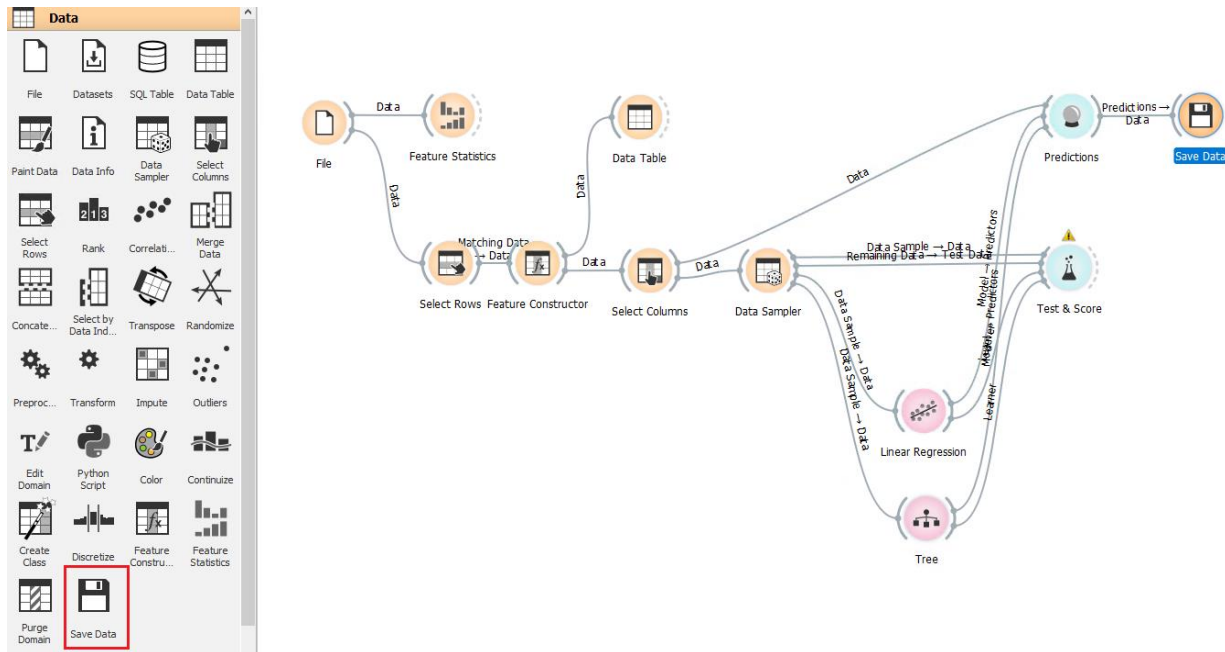 Data
File
Datasets
SQL Table
Data Table
Paint Data
Data Info
Data
Sampler
Select
Columns
Select
Rows
Rank
Correlati...
Merge
Data
Concate...
Select by
Data Ind...
Transpose
Randomize
Preproc...
Transform
Impute
Outliers
T
Edit
Domain
Python
Script
Color
Continuize
Create
Class
Discretize
Feature
Constru...
Feature
Statistics
Purge
Domain
Save Data
File
Data
Feature Statistics
Data
Data Table
Data
Select Rows
Matching Data
→ Data
Feature Constructor
Data
Select Columns
Data
Data
Data Sampler
Data Sample → Data
Remaining Data → Test Data
Data Sample → Data
Data Sample → Data
Linear Regression
Tree
Model → Predictors
Model → Predictors
Learner
Predictions
Predictions →
Data
Save Data
Test & Score